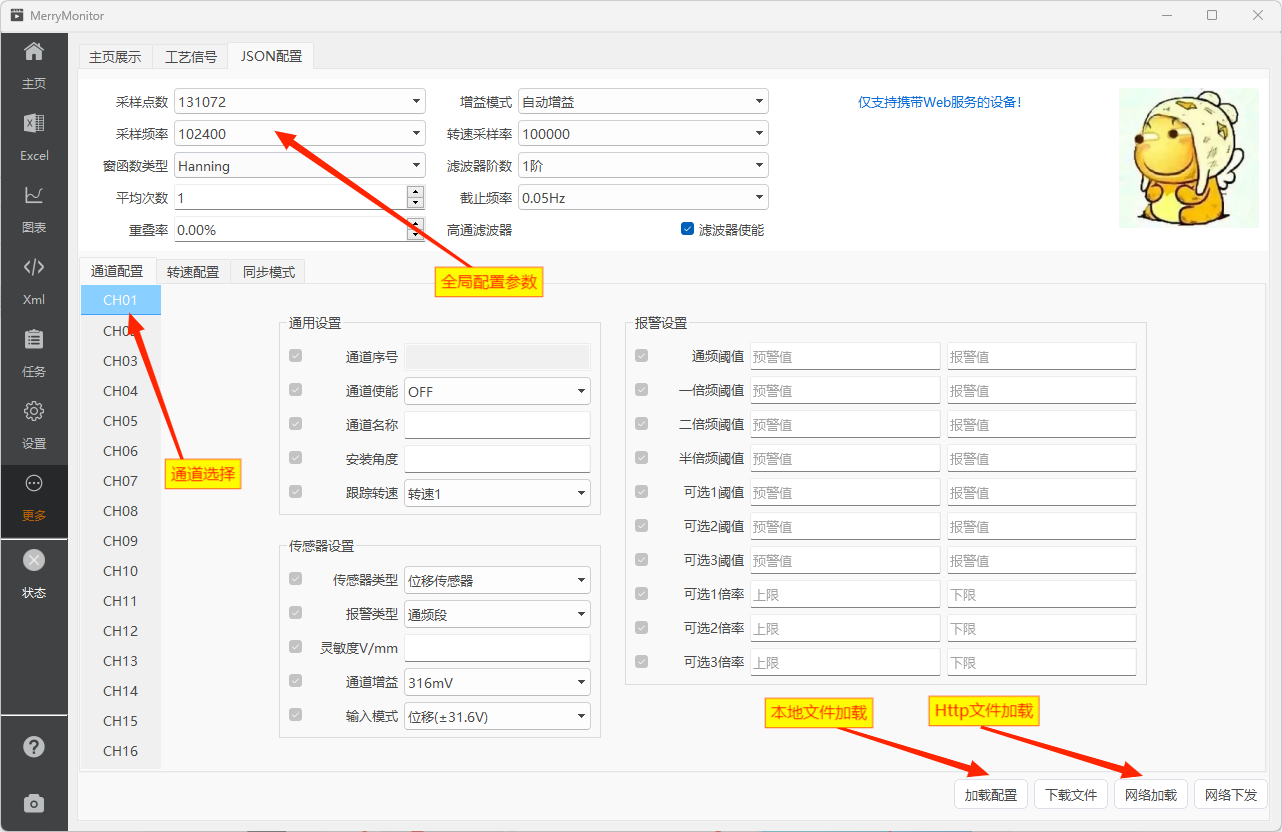 MerryMonitor
主页
Excel
图表
Xml
任务
设置
更多
状态
主页展示 工艺信号 JSON配置
采样点数 131072 增益模式 自动增益 仅支持携带Web服务的设备!
采样频率 102400 转速采样率 100000
窗函数类型 Hanning 滤波器阶数 1阶
平均次数 1 截止频率 0.05Hz
重叠率 0.00% 高通滤波器 滤波器使能
全局配置参数
通道配置 转速配置 同步模式
CH01
CH02
CH03
CH04
CH05
CH06
CH07
CH08
CH09
CH10
CH11
CH12
CH13
CH14
CH15
CH16
通道选择
通用设置
通道序号
通道使能 OFF
通道名称
安装角度
跟踪转速 转速1
传感器设置
传感器类型 位移传感器
报警类型 通频段
灵敏度V/mm
通道增益 316mV
输入模式 位移(±31.6V)
报警设置
通频阈值 预警值 报警值
一倍频阈值 预警值 报警值
二倍频阈值 预警值 报警值
半倍频阈值 预警值 报警值
可选1阈值 预警值 报警值
可选2阈值 预警值 报警值
可选3阈值 预警值 报警值
可选1倍率 上限 下限
可选2倍率 上限 下限
可选3倍率 上限 下限
本地文件加载 Http文件加载
加载配置 下载文件 网络加载 网络下发